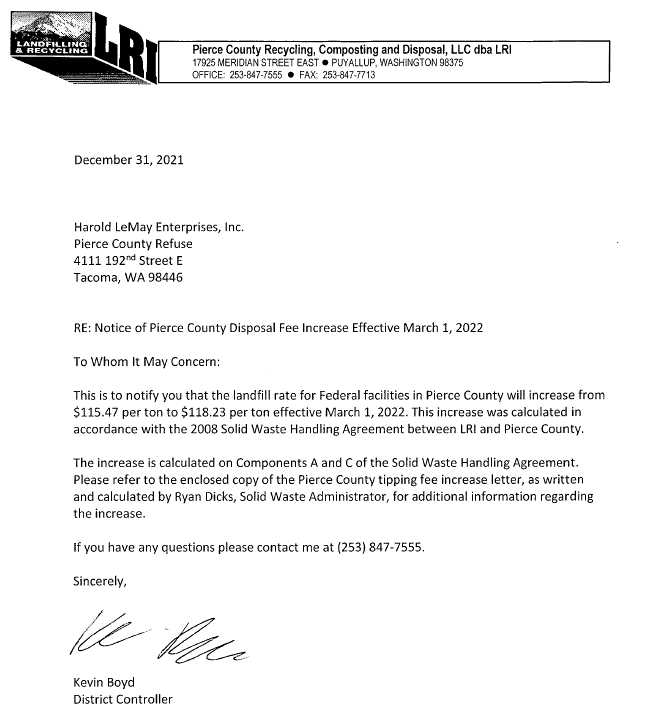 LANDFILLING
& RECYCLING
LRI
Pierce County Recycling, Composting and Disposal, LLC dba LRI
17925 MERIDIAN STREET EAST ● PUYALLUP, WASHINGTON 98375
OFFICE: 253-847-7555 ● FAX: 253-847-7713
December 31, 2021
Harold LeMay Enterprises, Inc.
Pierce County Refuse
4111 192nd Street E
Tacoma, WA 98446
RE: Notice of Pierce County Disposal Fee Increase Effective March 1, 2022
To Whom It May Concern:
This is to notify you that the landfill rate for Federal facilities in Pierce County will increase from
$115.47 per ton to $118.23 per ton effective March 1, 2022. This increase was calculated in
accordance with the 2008 Solid Waste Handling Agreement between LRI and Pierce County.
The increase is calculated on Components A and C of the Solid Waste Handling Agreement.
Please refer to the enclosed copy of the Pierce County tipping fee increase letter, as written
and calculated by Ryan Dicks, Solid Waste Administrator, for additional information regarding
the increase.
If you have any questions please contact me at (253) 847-7555.
Sincerely,
Kevin Boyd
District Controller